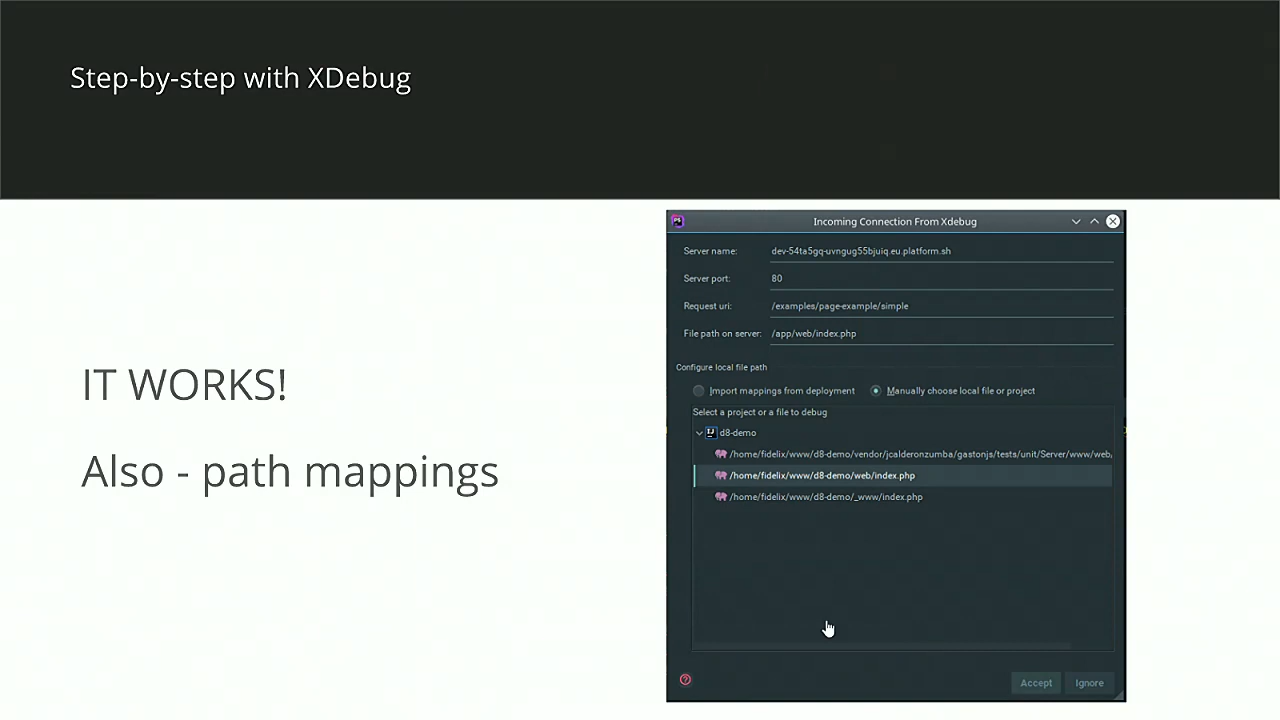 Step-by-step with XDebug
IT WORKS!
Also - path mappings
Incoming Connection From Xdebug
Server name: dev-54ta5gq-uvngug55bjuiq.eu.platform.sh
Server port: 80
Request uri: /examples/page-example/simple
File path on server: /app/web/index.php
Configure local file path
Import mappings from deployment Manually choose local file or project
Select a project or a file to debug
d8-demo
/home/fidelix/www/d8-demo/vendor/jcalderonzumba/gastonjs/tests/unit/Server/www/web/
/home/fidelix/www/d8-demo/web/index.php
/home/fidelix/www/d8-demo/_www/index.php
Accept Ignore